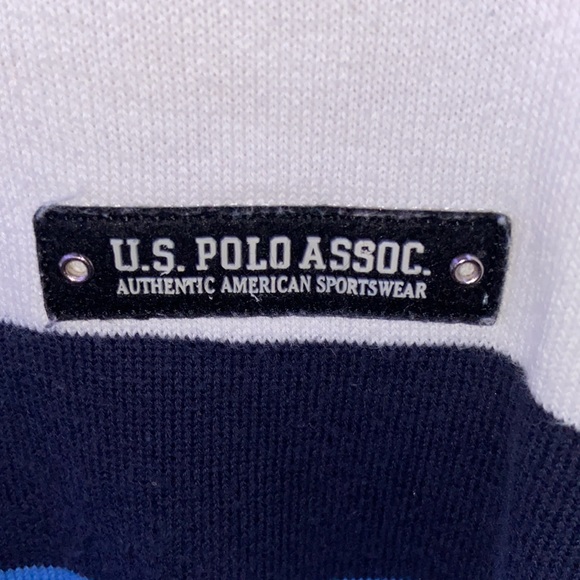 U.S. POLO ASSOC.
AUTHENTIC AMERICAN SPORTSWEAR